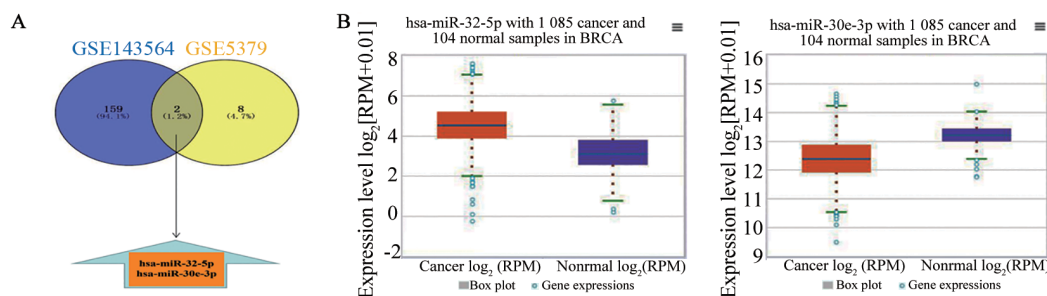 A
GSE143564 GSE5379
159
(94.1%)
2
(1.2%)
8
(4.7%)
hsa-miR-32-5p
hsa-miR-30e-3p
B
hsa-miR-32-5p with 1 085 cancer and
104 normal samples in BRCA
Expression level log2[RPM+0.01]
8
6
4
2
0
−2
Cancer log2 (RPM) Nonrmal log2(RPM)
Box plot Gene expressions
hsa-miR-30e-3p with 1 085 cancer and
104 normal samples in BRCA
Expression level log2[RPM+0.01]
16
15
14
13
12
11
10
9
Cancer log2 (RPM) Nonrmal log2(RPM)
Box plot Gene expressions